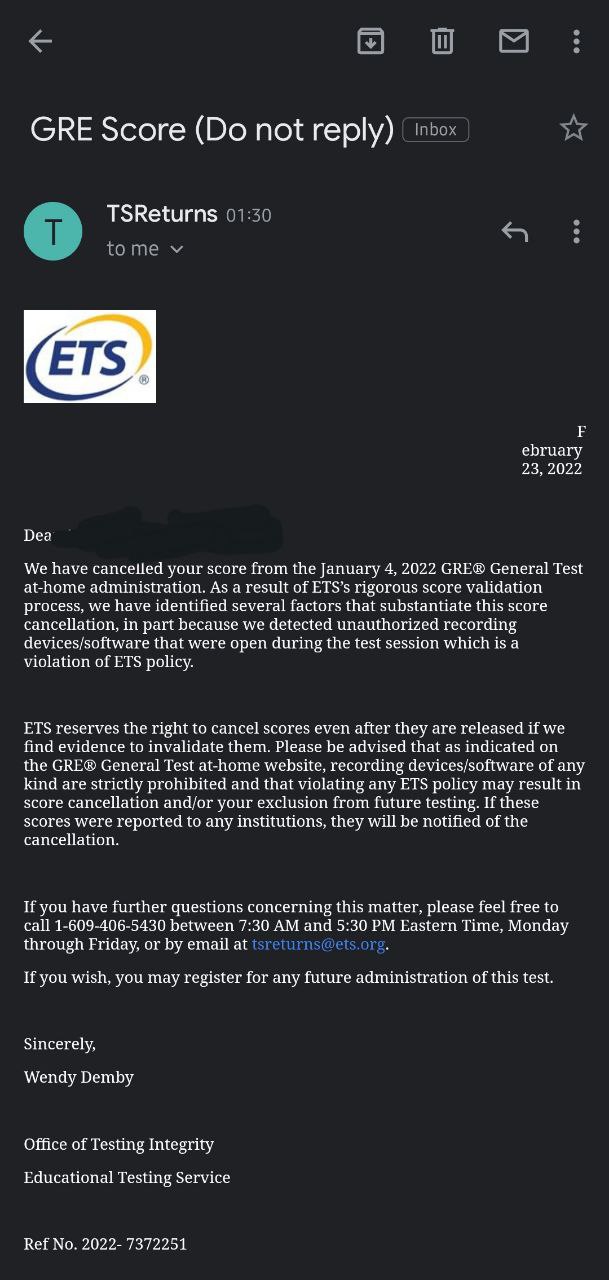 GRE Score (Do not reply) Inbox
T
TSReturns 01:30
to me
ETS®
F
ebruary
23, 2022
Dea
We have cancelled your score from the January 4, 2022 GRE® General Test
at-home administration. As a result of ETS’s rigorous score validation
process, we have identified several factors that substantiate this score
cancellation, in part because we detected unauthorized recording
devices/software that were open during the test session which is a
violation of ETS policy.
ETS reserves the right to cancel scores even after they are released if we
find evidence to invalidate them. Please be advised that as indicated on
the GRE® General Test at-home website, recording devices/software of any
kind are strictly prohibited and that violating any ETS policy may result in
score cancellation and/or your exclusion from future testing. If these
scores were reported to any institutions, they will be notified of the
cancellation.
If you have further questions concerning this matter, please feel free to
call 1-609-406-5430 between 7:30 AM and 5:30 PM Eastern Time, Monday
through Friday, or by email at tsreturns@ets.org.
If you wish, you may register for any future administration of this test.
Sincerely,
Wendy Demby
Office of Testing Integrity
Educational Testing Service
Ref No. 2022- 7372251